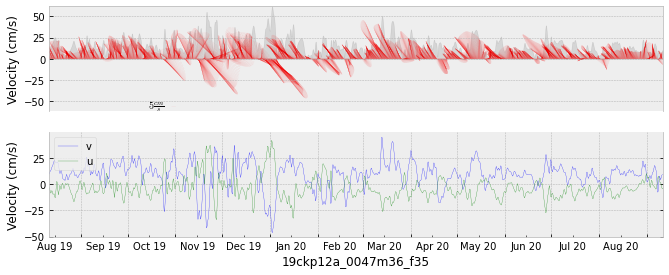 Velocity (cm/s)
50
25
0
−25
−50
5 cm/s
Velocity (cm/s)
v
u
25
0
−25
−50
Aug 19 Sep 19 Oct 19 Nov 19 Dec 19 Jan 20 Feb 20 Mar 20 Apr 20 May 20 Jun 20 Jul 20 Aug 20
19ckp12a_0047m36_f35